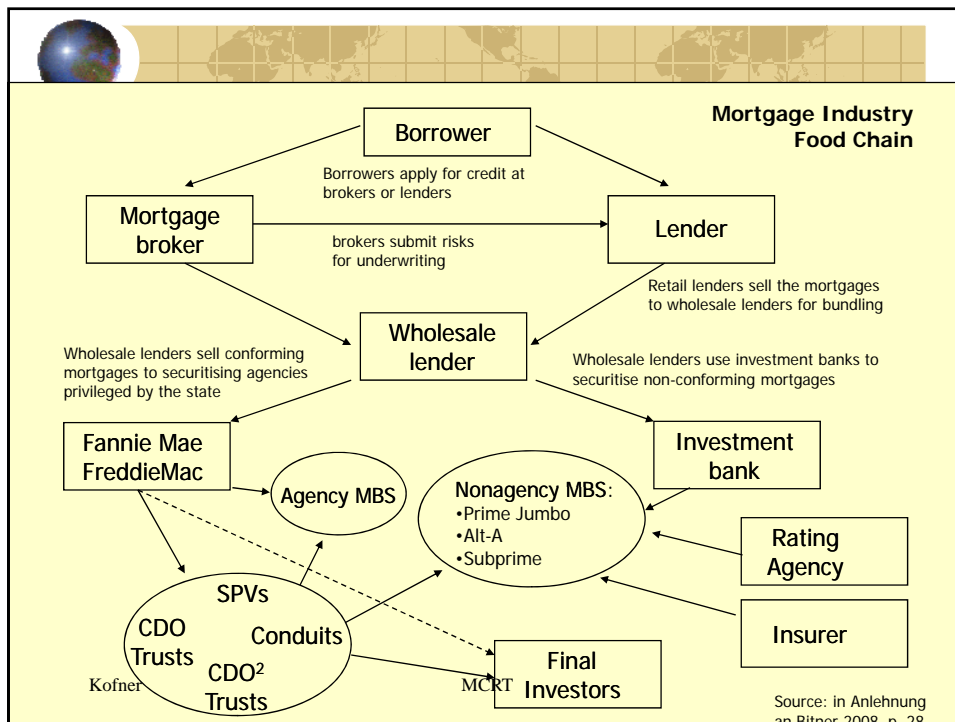 Mortgage Industry
Food Chain
Borrower
Borrowers apply for credit at
brokers or lenders
Mortgage
broker
brokers submit risks
for underwriting
Lender
Retail lenders sell the mortgages
to wholesale lenders for bundling
Wholesale
lender
Wholesale lenders sell conforming
mortgages to securitising agencies
privileged by the state
Wholesale lenders use investment banks to
securitise non-conforming mortgages
Fannie Mae
FreddieMac
Agency MBS
Nonagency MBS:
•Prime Jumbo
•Alt-A
•Subprime
Investment
bank
Rating
Agency
Insurer
SPVs
CDO
Trusts
Conduits
CDO²
Trusts
Final
Investors
Kofner
MCRT
Source: in Anlehnung
an Bitner 2008, p. 28